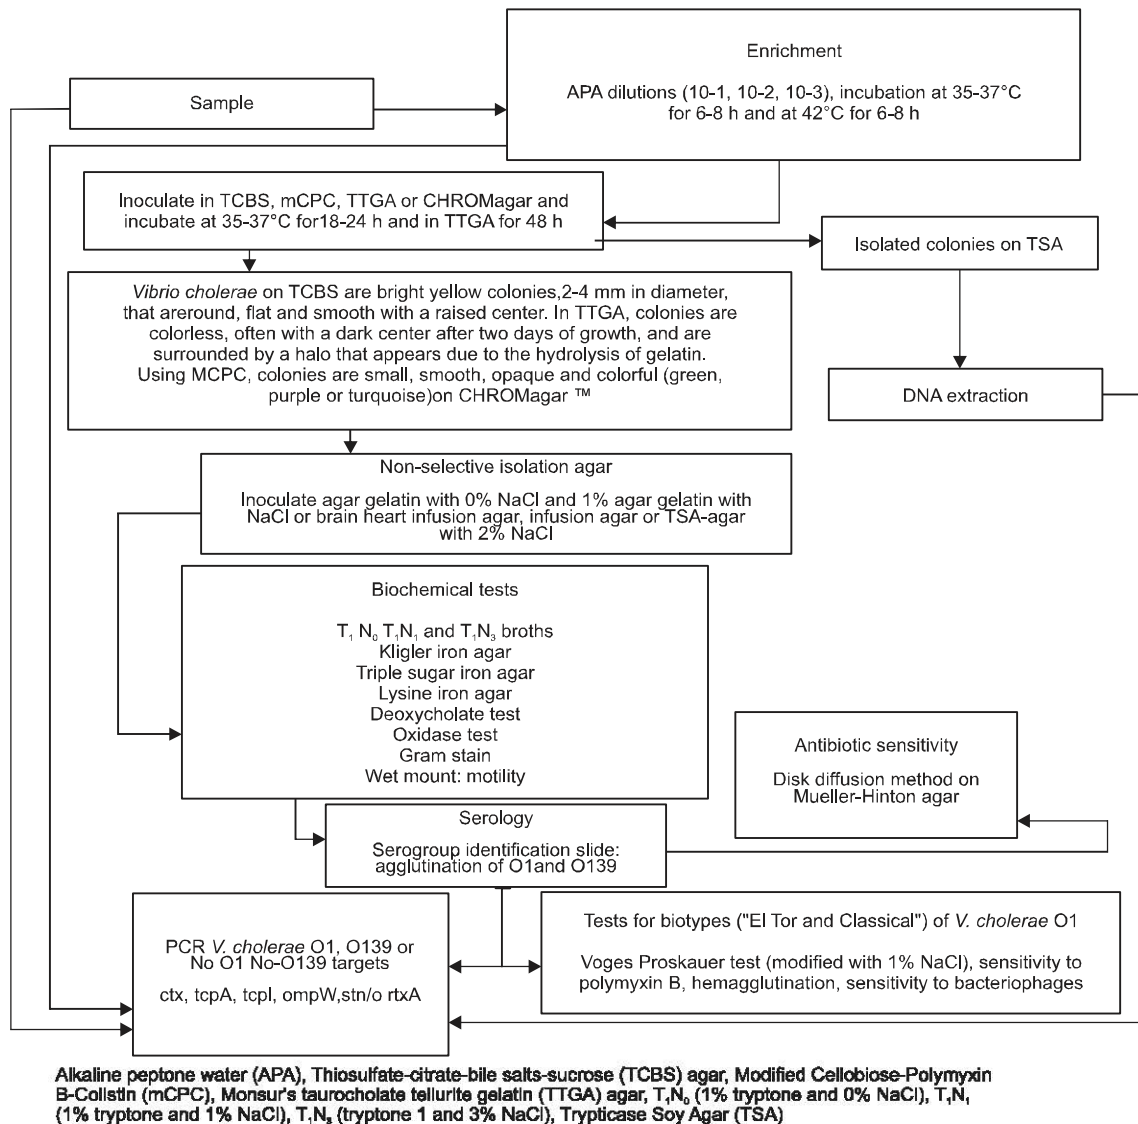 Enrichment
APA dilutions (10-1, 10-2, 10-3), incubation at 35-37°C
for 6-8 h and at 42°C for 6-8 h
Sample
Inoculate in TCBS, mCPC, TTGA or CHROMagar and
incubate at 35-37°C for18-24 h and in TTGA for 48 h
Isolated colonies on TSA
Vibrio cholerae on TCBS are bright yellow colonies,2-4 mm in diameter,
that areround, flat and smooth with a raised center. In TTGA, colonies are
colorless, often with a dark center after two days of growth, and are
surrounded by a halo that appears due to the hydrolysis of gelatin.
Using MCPC, colonies are small, smooth, opaque and colorful (green,
purple or turquoise)on CHROMagar ™
DNA extraction
Non-selective isolation agar
Inoculate agar gelatin with 0% NaCl and 1% agar gelatin with
NaCl or brain heart infusion agar, infusion agar or TSA-agar
with 2% NaCl
Biochemical tests
T₁ N₀ T₁N₁ and T₁N₃ broths
Kligler iron agar
Triple sugar iron agar
Lysine iron agar
Deoxycholate test
Oxidase test
Gram stain
Wet mount: motility
Antibiotic sensitivity
Disk diffusion method on
Mueller-Hinton agar
Serology
Serogroup identification slide:
agglutination of O1and O139
PCR V. cholerae O1, O139 or
No O1 No-O139 targets
ctx, tcpA, tcpI, ompW,stn/o rtxA
Tests for biotypes ("El Tor and Classical") of V. cholerae O1
Voges Proskauer test (modified with 1% NaCl), sensitivity to
polymyxin B, hemagglutination, sensitivity to bacteriophages
Alkaline peptone water (APA), Thiosulfate-citrate-bile salts-sucrose (TCBS) agar, Modified Cellobiose-Polymyxin
B-Colistin (mCPC), Monsur's taurocholate tellurite gelatin (TTGA) agar, T₁N₀ (1% tryptone and 0% NaCl), T₁N₁
(1% tryptone and 1% NaCl), T₁N₃ (tryptone 1 and 3% NaCl), Trypticase Soy Agar (TSA)